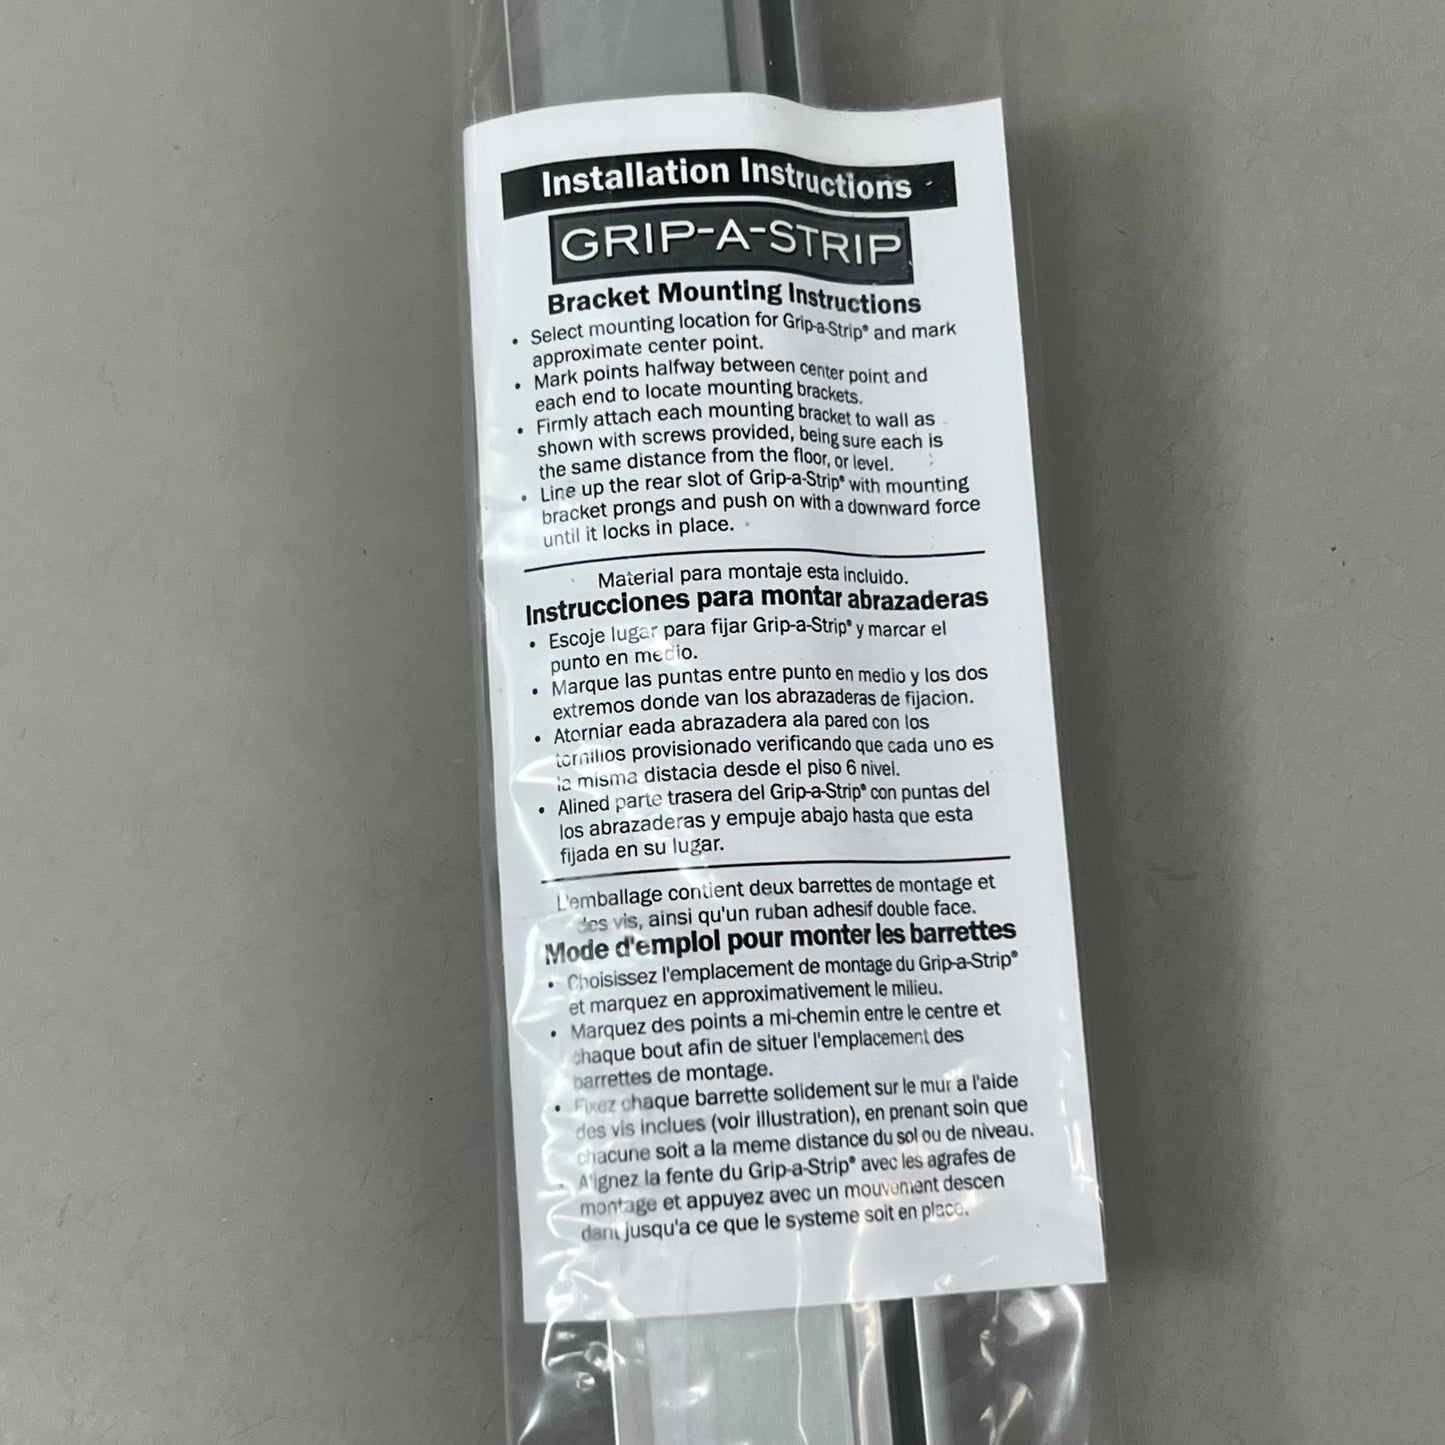 Installation Instructions
GRIP-A-STRIP
Bracket Mounting Instructions
• Select mounting location for Grip-a-Strip® and mark
approximate center point.
• Mark points halfway between center point and
each end to locate mounting brackets.
• Firmly attach each mounting bracket to wall as
shown with screws provided, being sure each is
the same distance from the floor, or level.
• Line up the rear slot of Grip-a-Strip® with mounting
bracket prongs and push on with a downward force
until it locks in place.
Material para montaje esta incluido.
Instrucciones para montar abrazaderas
• Escoje lugar para fijar Grip-a-Strip® y marcar el
punto en medio.
• Marque las puntas entre punto en medio y los dos
extremos donde van los abrazaderas de fijacion.
• Atorniar eada abrazadera ala pared con los
tornillos provisionado verificando que cada uno es
la misma distacia desde el piso 6 nivel.
• Alined parte trasera del Grip-a-Strip® con puntas del
los abrazaderas y empuje abajo hasta que esta
fijada en su lugar.
L'emballage contient deux barrettes de montage et
des vis, ainsi qu'un ruban adhesif double face.
Mode d'emplol pour monter les barrettes
• Choisissez l'emplacement de montage du Grip-a-Strip®
et marquez en approximativement le milieu.
• Marquez des points a mi-chemin entre le centre et
chaque bout afin de situer l'emplacement des
barrettes de montage.
• Fixez chaque barrette solidement sur le mur a l'aide
des vis inclues (voir illustration), en prenant soin que
chacune soit a la meme distance du sol ou de niveau.
• Alignez la fente du Grip-a-Strip® avec les agrafes de
montage et appuyez avec un mouvement descen
dant jusqu'a ce que le systeme soit en place.